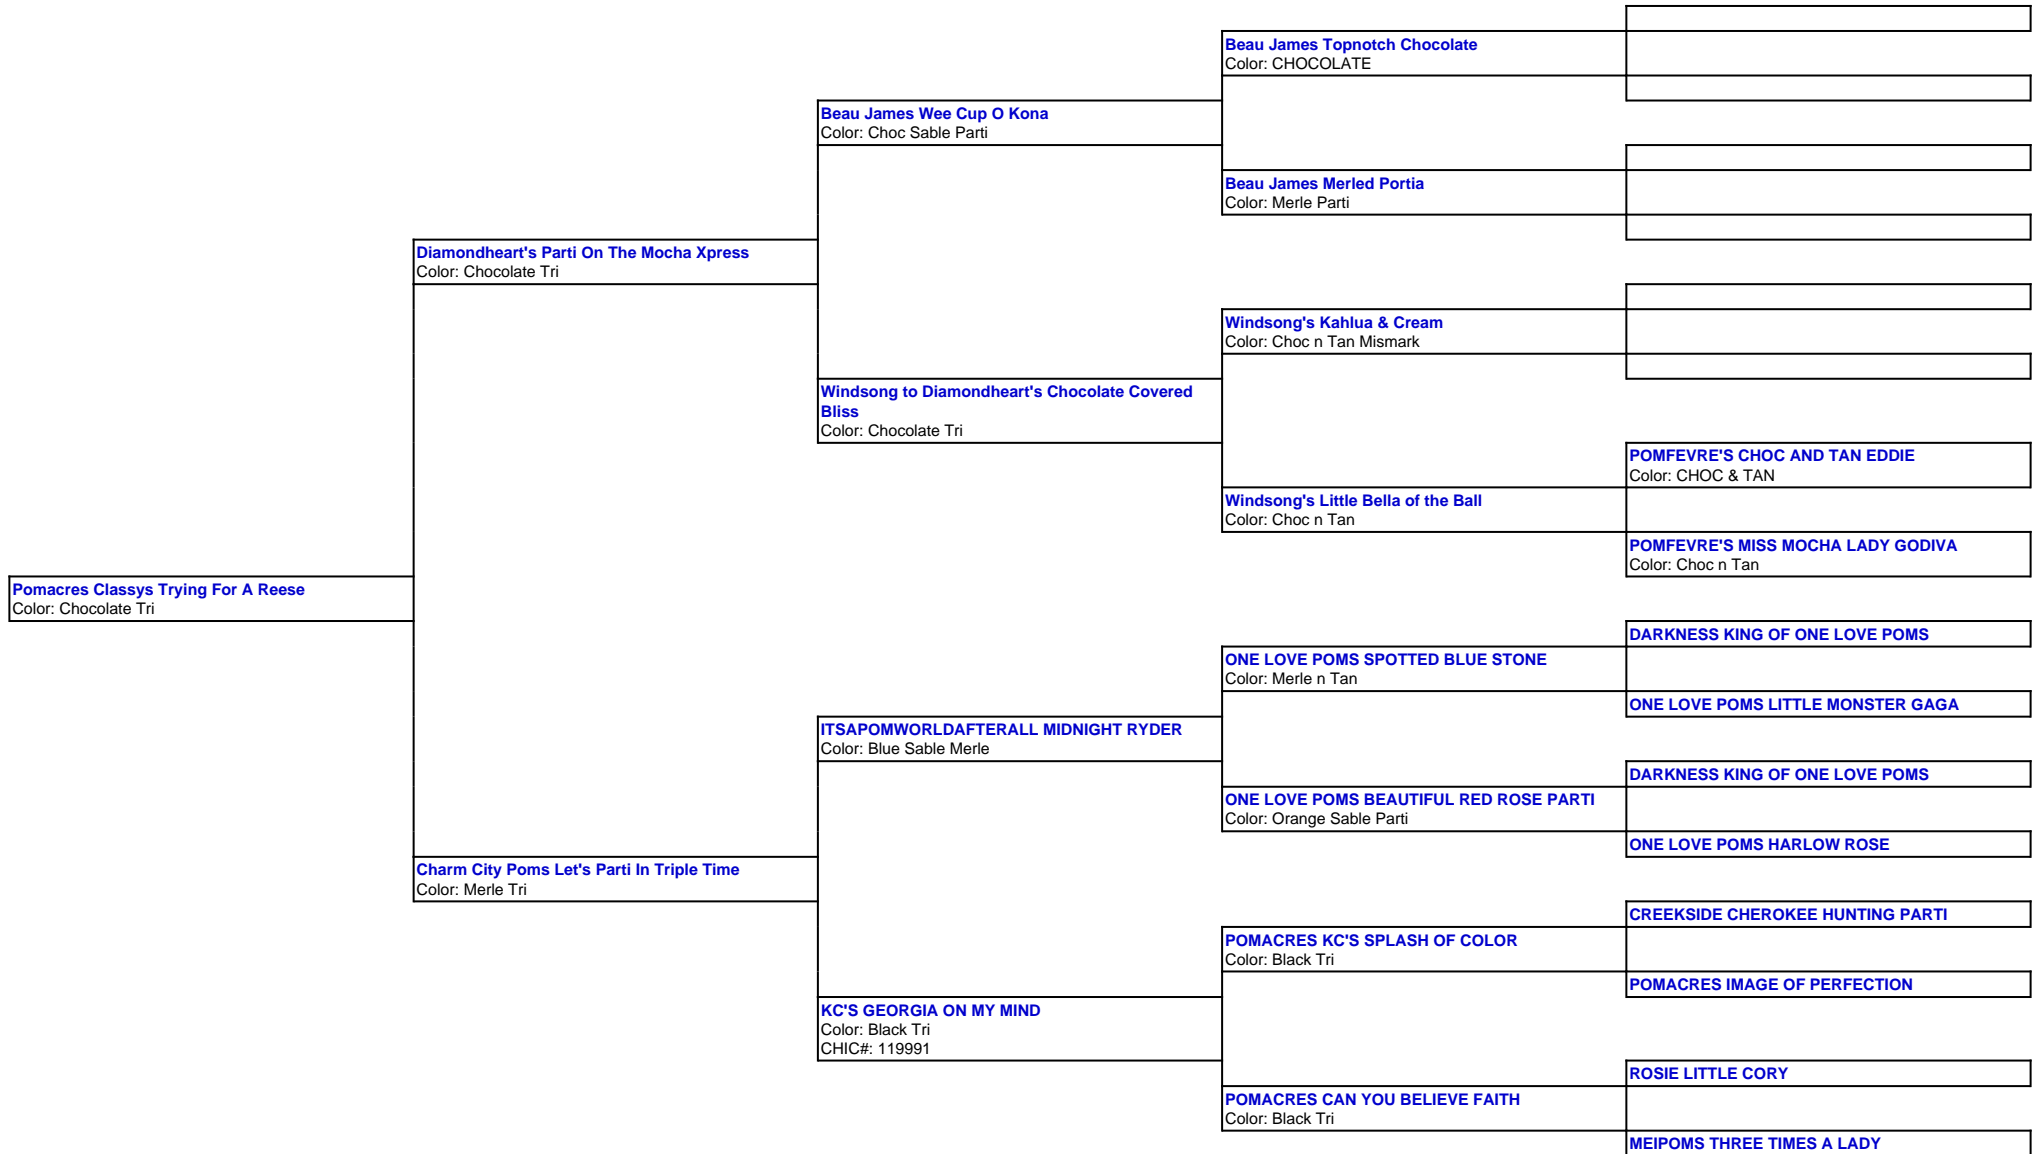 Beau James Topnotch Chocolate
Color: CHOCOLATE
Beau James Wee Cup O Kona
Color: Choc Sable Parti
Beau James Merled Portia
Color: Merle Parti
Diamondheart's Parti On The Mocha Xpress
Color: Chocolate Tri
Windsong's Kahlua & Cream
Color: Choc n Tan Mismark
Windsong to Diamondheart's Chocolate Covered
Bliss
Color: Chocolate Tri
POMFEVRE'S CHOC AND TAN EDDIE
Color: CHOC & TAN
Windsong's Little Bella of the Ball
Color: Choc n Tan
POMFEVRE'S MISS MOCHA LADY GODIVA
Color: Choc n Tan
Pomacres Classys Trying For A Reese
Color: Chocolate Tri
DARKNESS KING OF ONE LOVE POMS
ONE LOVE POMS SPOTTED BLUE STONE
Color: Merle n Tan
ONE LOVE POMS LITTLE MONSTER GAGA
ITSAPOMWORLDAFTERALL MIDNIGHT RYDER
Color: Blue Sable Merle
DARKNESS KING OF ONE LOVE POMS
ONE LOVE POMS BEAUTIFUL RED ROSE PARTI
Color: Orange Sable Parti
ONE LOVE POMS HARLOW ROSE
Charm City Poms Let's Parti In Triple Time
Color: Merle Tri
CREEKSIDE CHEROKEE HUNTING PARTI
POMACRES KC'S SPLASH OF COLOR
Color: Black Tri
POMACRES IMAGE OF PERFECTION
KC'S GEORGIA ON MY MIND
Color: Black Tri
CHIC#: 119991
ROSIE LITTLE CORY
POMACRES CAN YOU BELIEVE FAITH
Color: Black Tri
MEIPOMS THREE TIMES A LADY